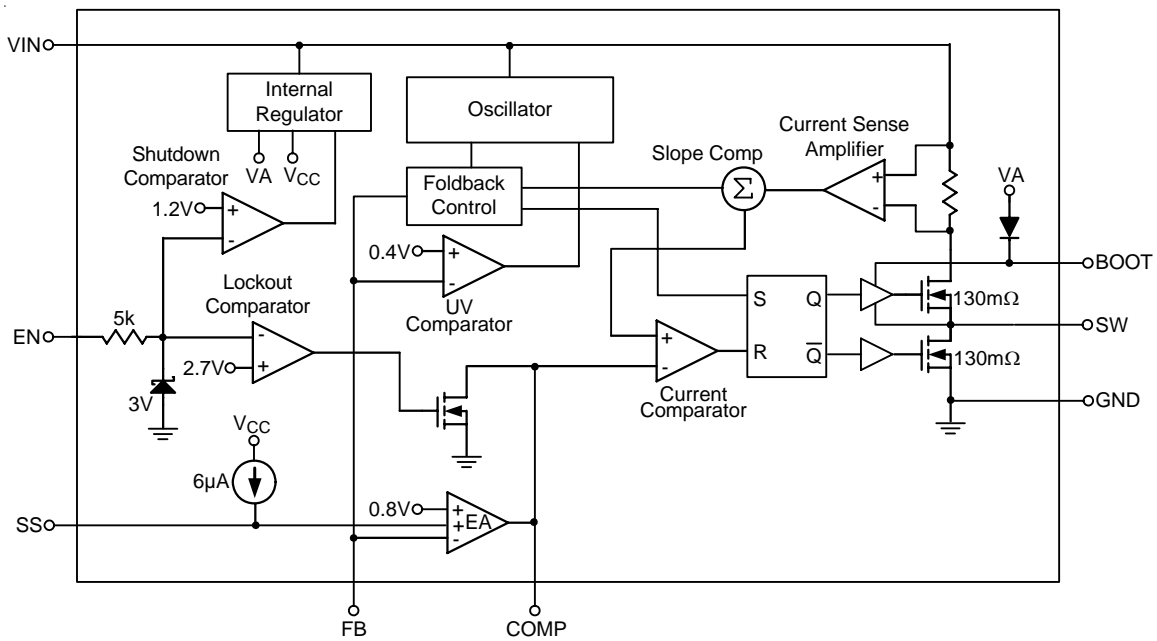 VIN
Internal
Regulator
Oscillator
Shutdown
Comparator
VA
VCC
1.2V
+
-
Foldback
Control
Slope Comp
Σ
Current Sense
Amplifier
+
-
VA
0.4V
+
-
UV
Comparator
BOOT
Lockout
Comparator
EN
5k
-
2.7V
+
3V
S
Q
R
Q
+
-
Current
Comparator
130mΩ
SW
130mΩ
GND
VCC
6µA
0.8V
+
+
EA
-
SS
FB
COMP